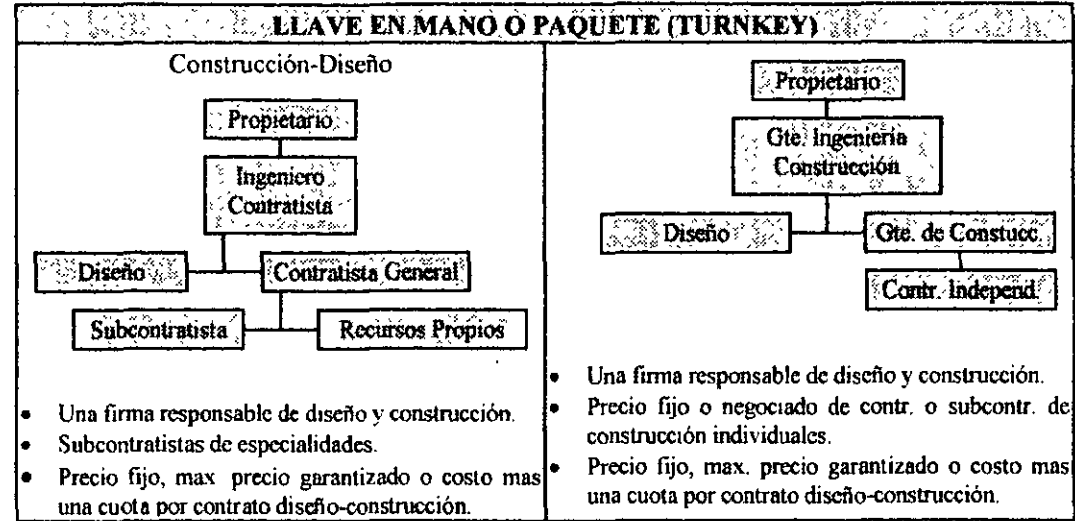 LLAVE EN MANO O PAQUETE (TURNKEY)
Construcción-Diseño
Propietario
Ingeniero
Contratista
Diseño
Contratista General
Subcontratista
Recursos Propios
• Una firma responsable de diseño y construcción.
• Subcontratistas de especialidades.
• Precio fijo, max precio garantizado o costo mas
una cuota por contrato diseño-construcción.
Propietario
Gte. Ingenieria
Construcción
Diseño
Gte. de Constucc.
Contr. Independ.
• Una firma responsable de diseño y construcción.
• Precio fijo o negociado de contr. o subcontr. de
construcción individuales.
• Precio fijo, max. precio garantizado o costo mas
una cuota por contrato diseño-construcción.